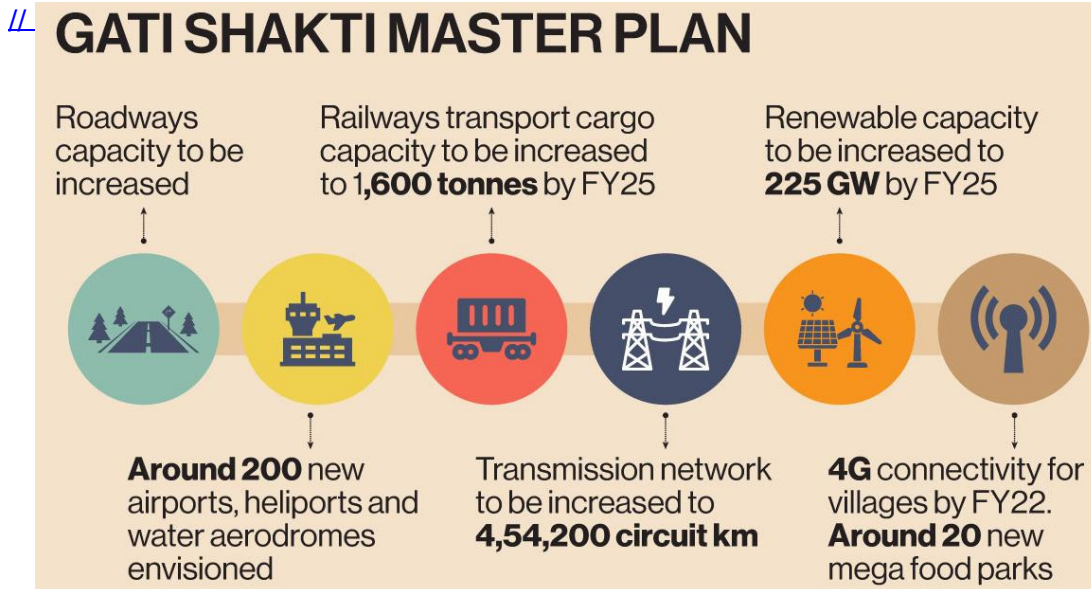 //
GATI SHAKTI MASTER PLAN
Roadways
capacity to be
increased
Railways transport cargo
capacity to be increased
to 1,600 tonnes by FY25
Renewable capacity
to be increased to
225 GW by FY25
Around 200 new
airports, heliports and
water aerodromes
envisioned
Transmission network
to be increased to
4,54,200 circuit km
4G connectivity for
villages by FY22.
Around 20 new
mega food parks